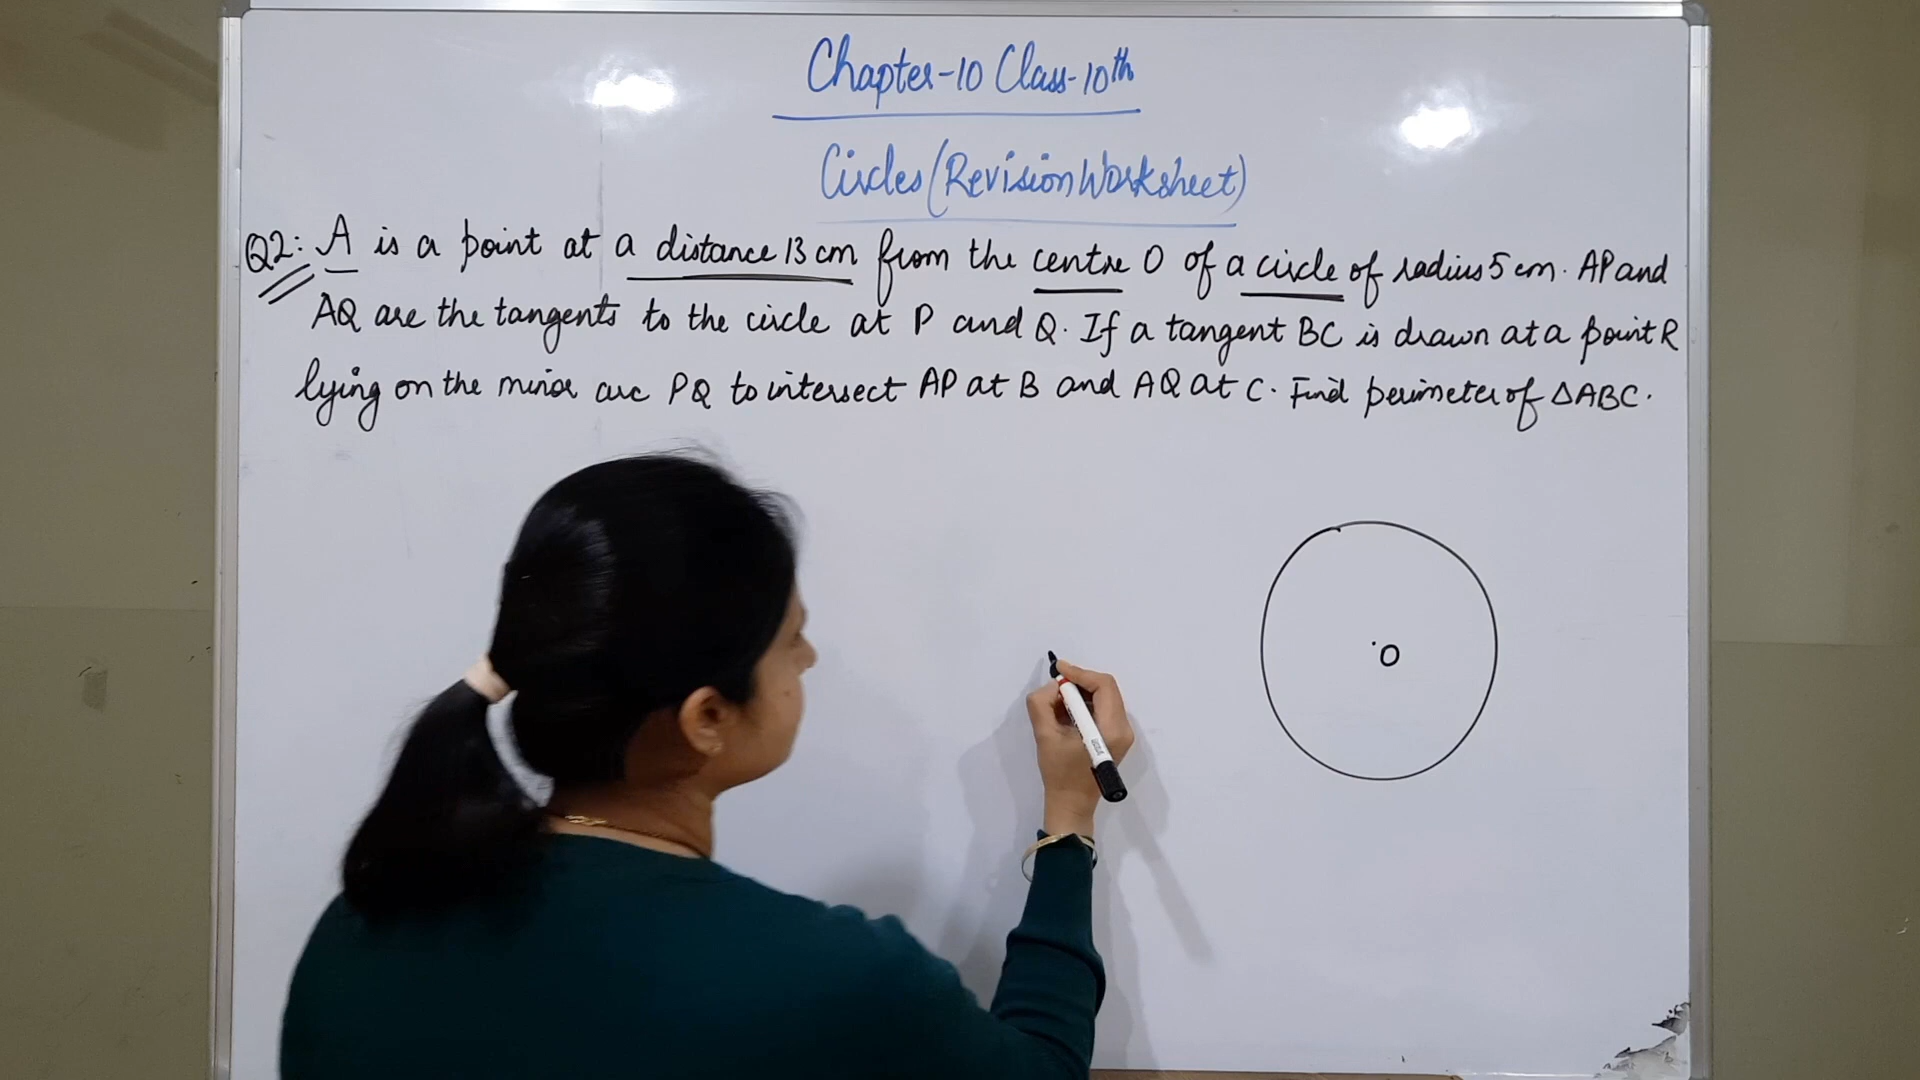 Chapter-10 Class-10th
Circles (Revision Worksheet)
Q2: A is a point at a distance 13 cm from the centre O of a circle of radius 5 cm. AP and
AQ are the tangents to the circle at P and Q. If a tangent BC is drawn at a point R
lying on the minor arc PQ to intersect AP at B and AQ at C. Find perimeter of ΔABC.
O